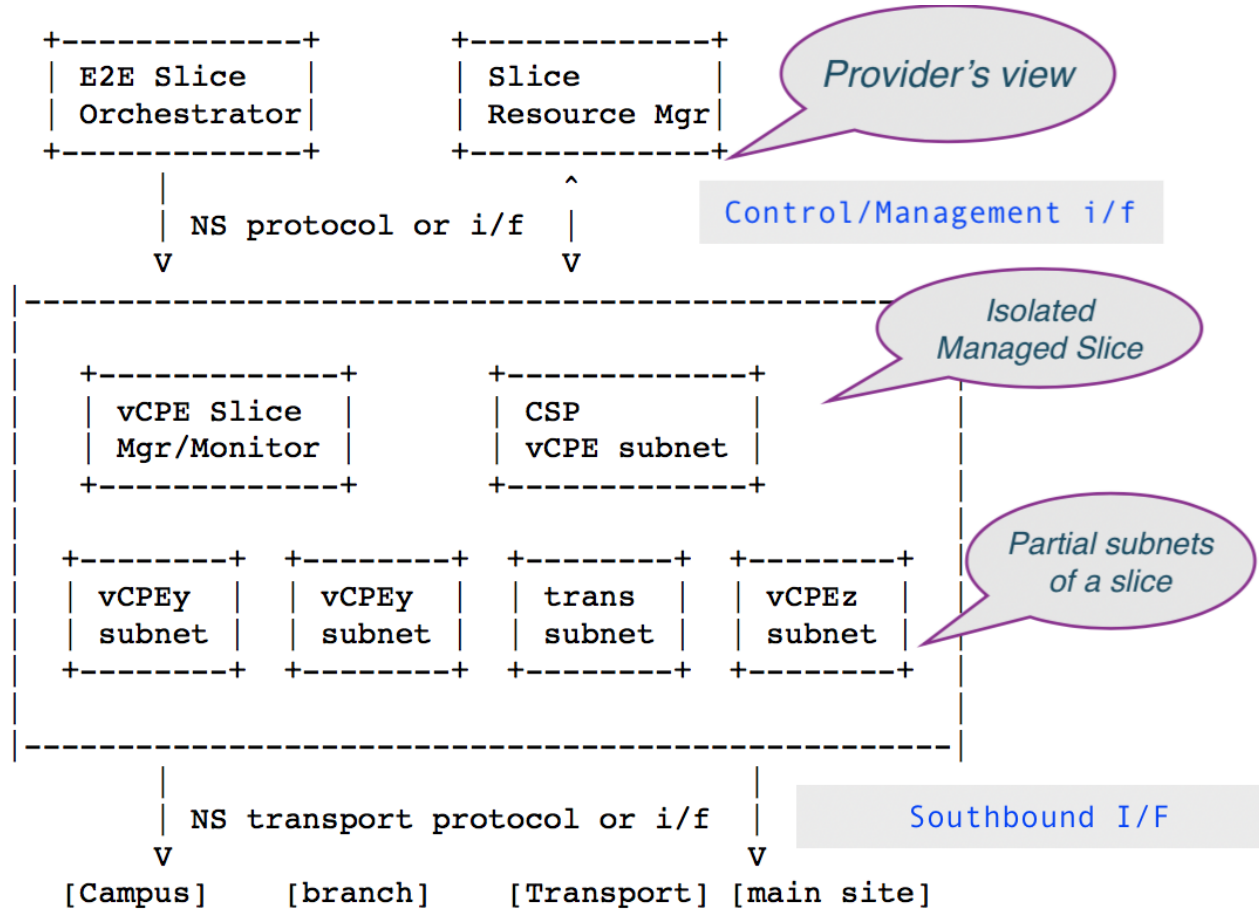 E2E Slice Orchestrator
Slice Resource Mgr
Provider's view
NS protocol or i/f
Control/Management i/f
Isolated
Managed Slice
vCPE Slice
Mgr/Monitor
CSP
vCPE subnet
Partial subnets
of a slice
vCPEy
subnet
vCPEy
subnet
trans
subnet
vCPEz
subnet
NS transport protocol or i/f
Southbound I/F
[Campus] [branch] [Transport] [main site]